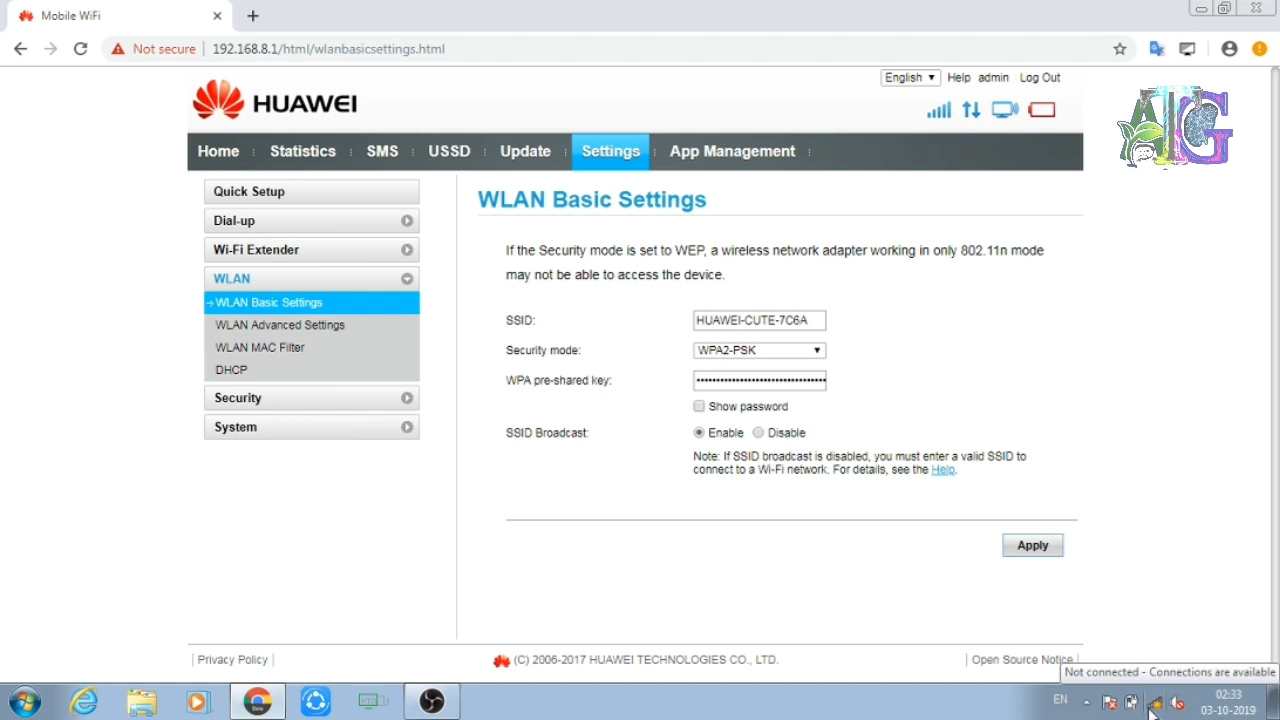 Mobile WiFi
Not secure
192.168.8.1/html/wlanbasicsettings.html
English
Help
admin
Log Out
HUAWEI
AIG
Home
Statistics
SMS
USSD
Update
Settings
App Management
Quick Setup
Dial-up
Wi-Fi Extender
WLAN
WLAN Basic Settings
WLAN Advanced Settings
WLAN MAC Filter
DHCP
Security
System
WLAN Basic Settings
If the Security mode is set to WEP, a wireless network adapter working in only 802.11n mode
may not be able to access the device.
SSID:
HUAWEI-CUTE-7C6A
Security mode:
WPA2-PSK
WPA pre-shared key:
Show password
SSID Broadcast:
Enable
Disable
Note: If SSID broadcast is disabled, you must enter a valid SSID to
connect to a Wi-Fi network. For details, see the Help.
Apply
Privacy Policy
(C) 2006-2017 HUAWEI TECHNOLOGIES CO., LTD.
Open Source Notice
Not connected - Connections are available
EN
02:33
03-10-2019